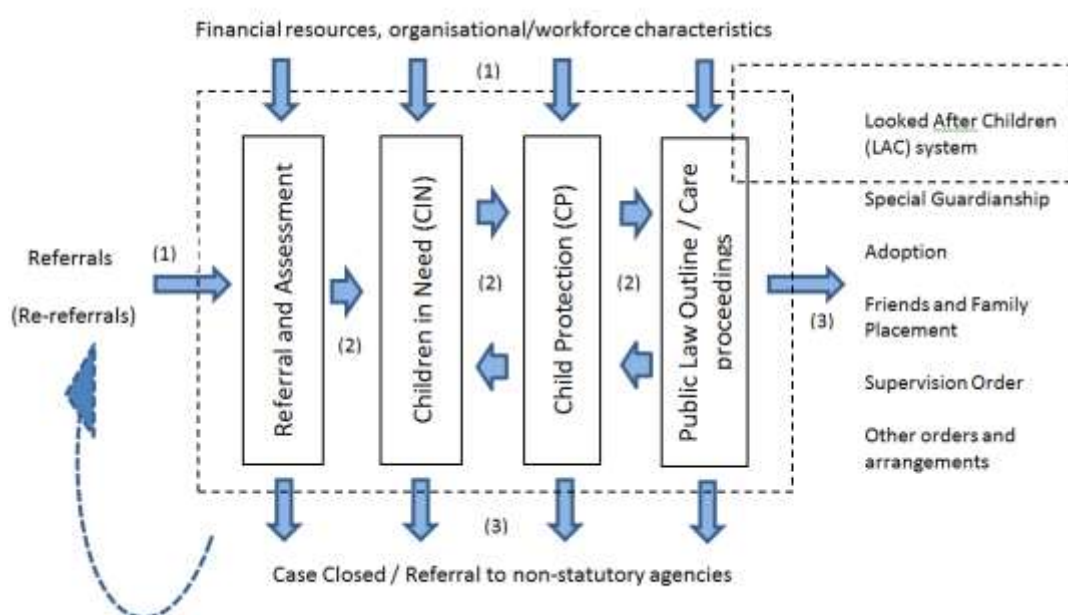 Financial resources, organisational/workforce characteristics
(1)
Looked After Children
(LAC) system
Special Guardianship
Adoption
Friends and Family
Placement
Supervision Order
Other orders and
arrangements
Referrals
(Re-referrals)
(1)
Referral and Assessment
(2)
Children in Need (CIN)
(2)
Child Protection (CP)
(2)
Public Law Outline / Care
proceedings
(3)
(3)
Case Closed / Referral to non-statutory agencies